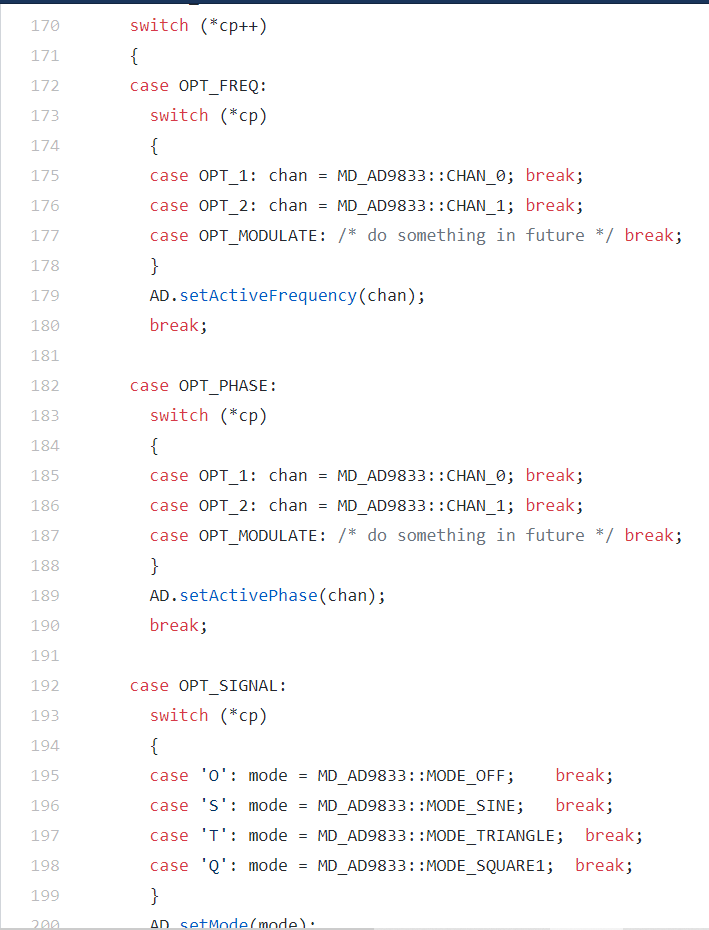 170 switch (*cp++)
171 {
172 case OPT_FREQ:
173 switch (*cp)
174 {
175 case OPT_1: chan = MD_AD9833::CHAN_0; break;
176 case OPT_2: chan = MD_AD9833::CHAN_1; break;
177 case OPT_MODULATE: /* do something in future */ break;
178 }
179 AD.setActiveFrequency(chan);
180 break;
181
182 case OPT_PHASE:
183 switch (*cp)
184 {
185 case OPT_1: chan = MD_AD9833::CHAN_0; break;
186 case OPT_2: chan = MD_AD9833::CHAN_1; break;
187 case OPT_MODULATE: /* do something in future */ break;
188 }
189 AD.setActivePhase(chan);
190 break;
191
192 case OPT_SIGNAL:
193 switch (*cp)
194 {
195 case 'O': mode = MD_AD9833::MODE_OFF;    break;
196 case 'S': mode = MD_AD9833::MODE_SINE;   break;
197 case 'T': mode = MD_AD9833::MODE_TRIANGLE;  break;
198 case 'Q': mode = MD_AD9833::MODE_SQUARE1;  break;
199 }
200 AD.setMode(mode);